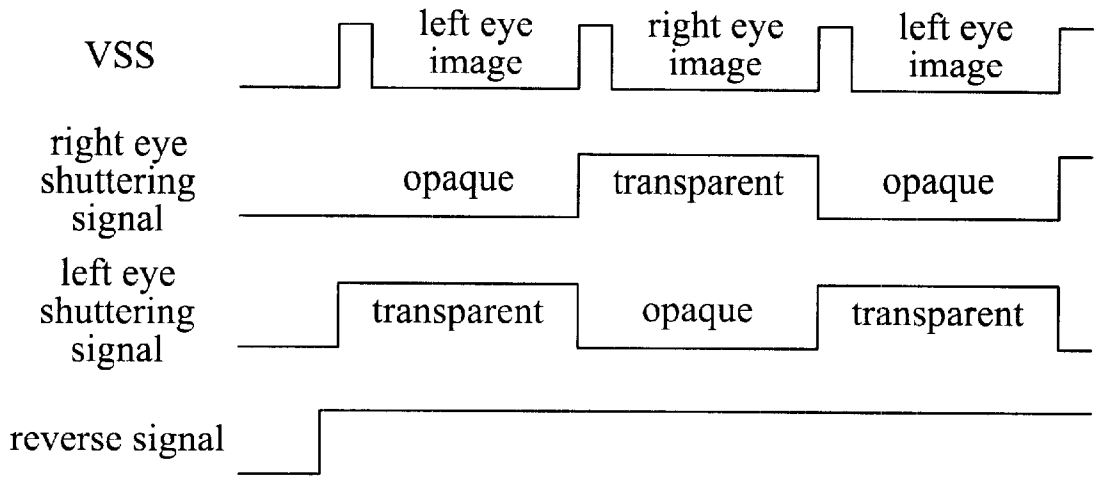 VSS
left eye
image
right eye
image
left eye
image
right eye
shuttering
signal
opaque
transparent
opaque
left eye
shuttering
signal
transparent
opaque
transparent
reverse signal